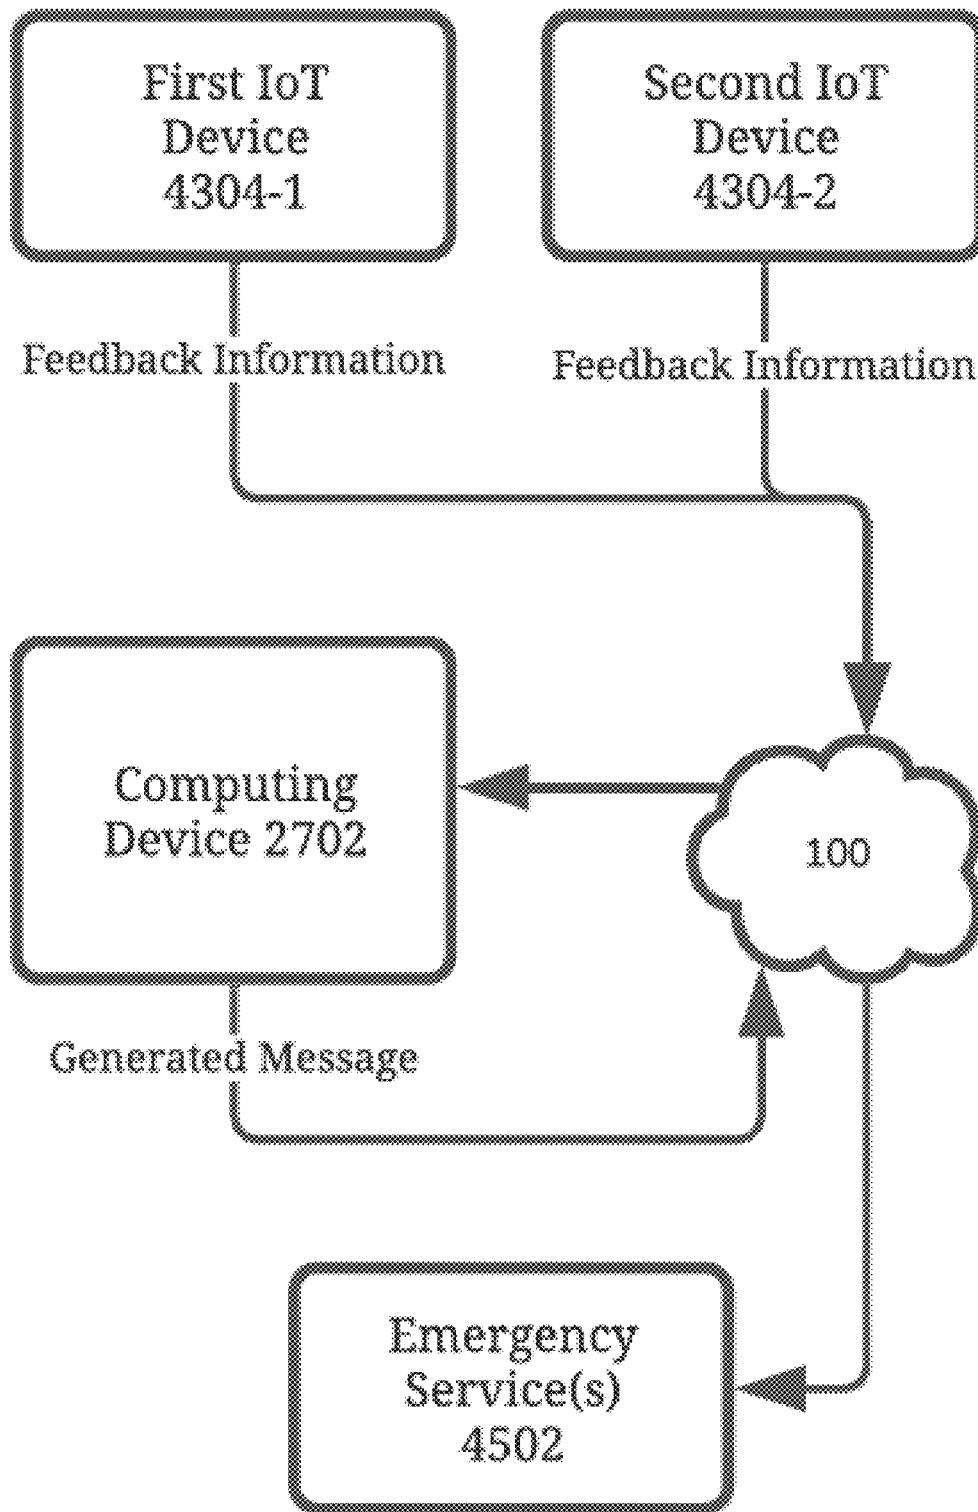 First IoT
Device
4304-1
Second IoT
Device
4304-2
Feedback Information
Feedback Information
Computing
Device 2702
100
Generated Message
Emergency
Service(s)
4502